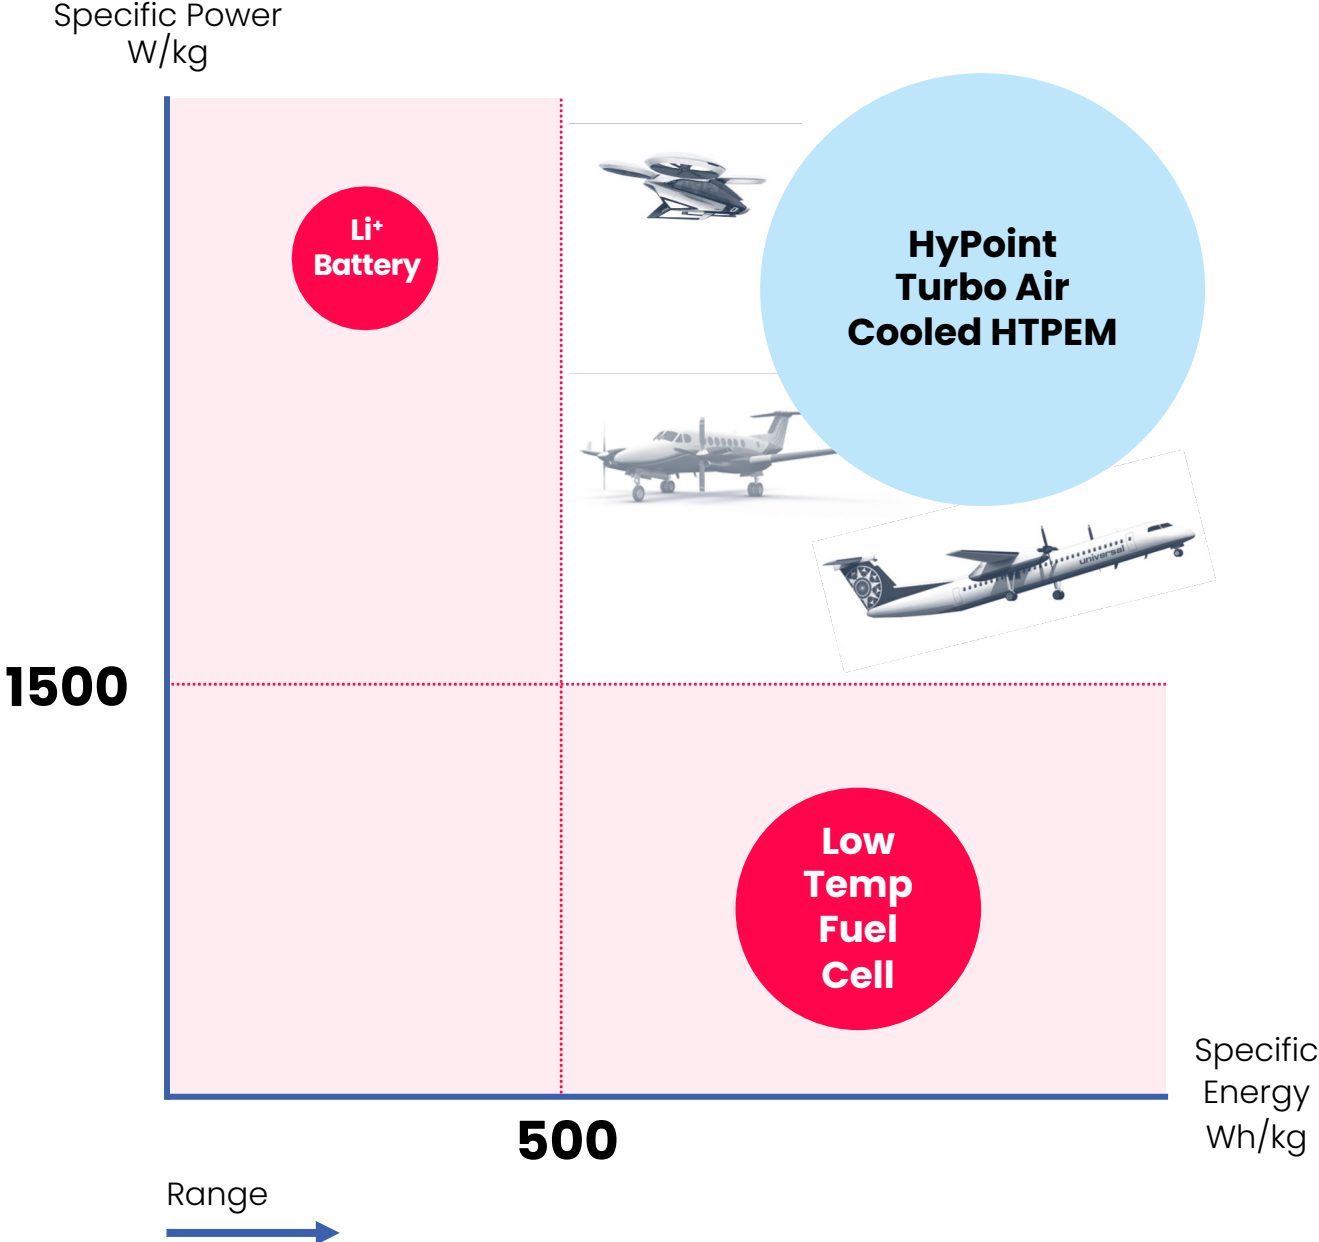 Specific Power
W/kg
Li⁺
Battery
HyPoint
Turbo Air
Cooled HTPEM
universal
1500
Low
Temp
Fuel
Cell
Specific
Energy
Wh/kg
500
Range